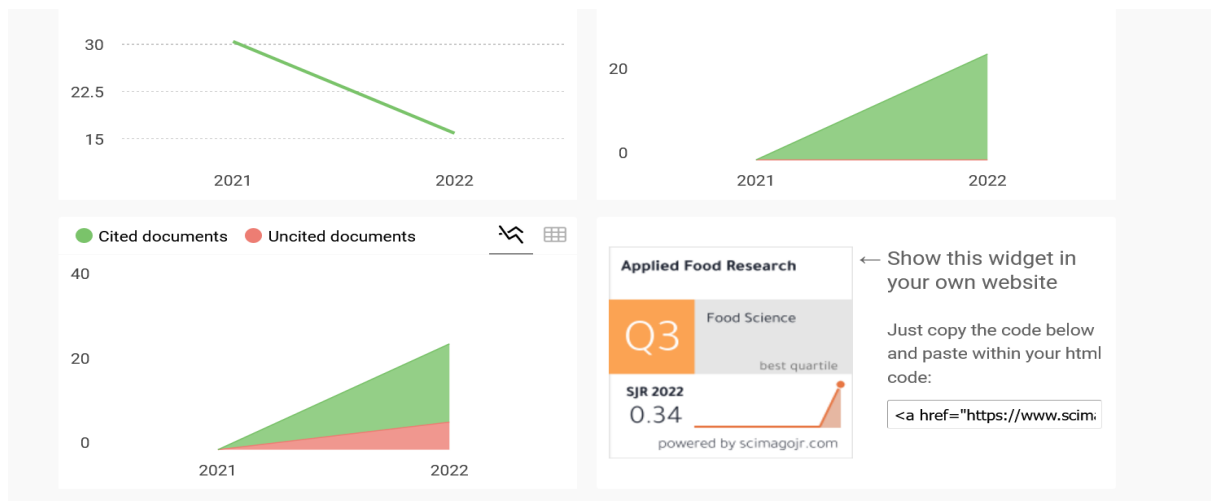 30
22.5
15
2021 2022
20
0
2021 2022
Cited documents Uncited documents
40
20
0
2021 2022
Applied Food Research
Q3
Food Science
best quartile
SJR 2022
0.34
powered by scimagojr.com
← Show this widget in
your own website
Just copy the code below
and paste within your html
code:
<a href="https://www.scim